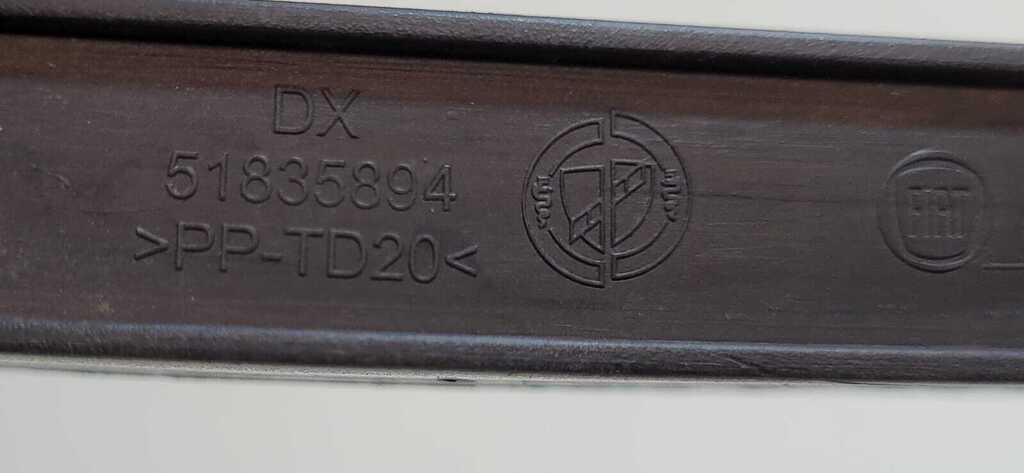 DX
51835894
>PP-TD20<
FIAT